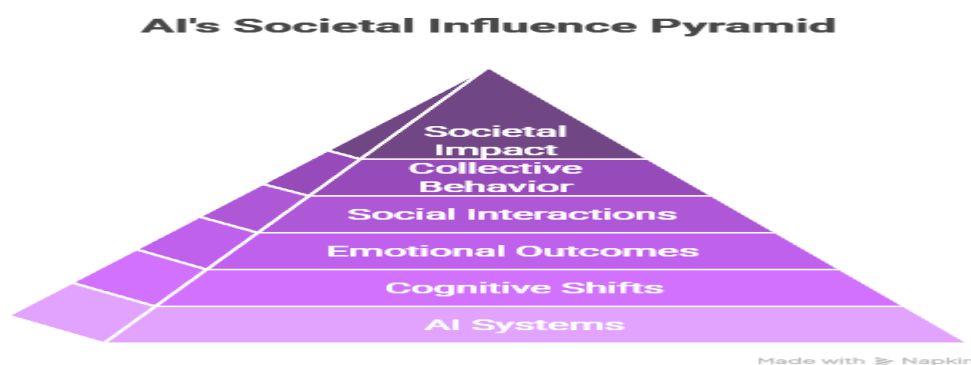 AI's Societal Influence Pyramid
Societal
Impact
Collective
Behavior
Social Interactions
Emotional Outcomes
Cognitive Shifts
AI Systems
Made with Napkin